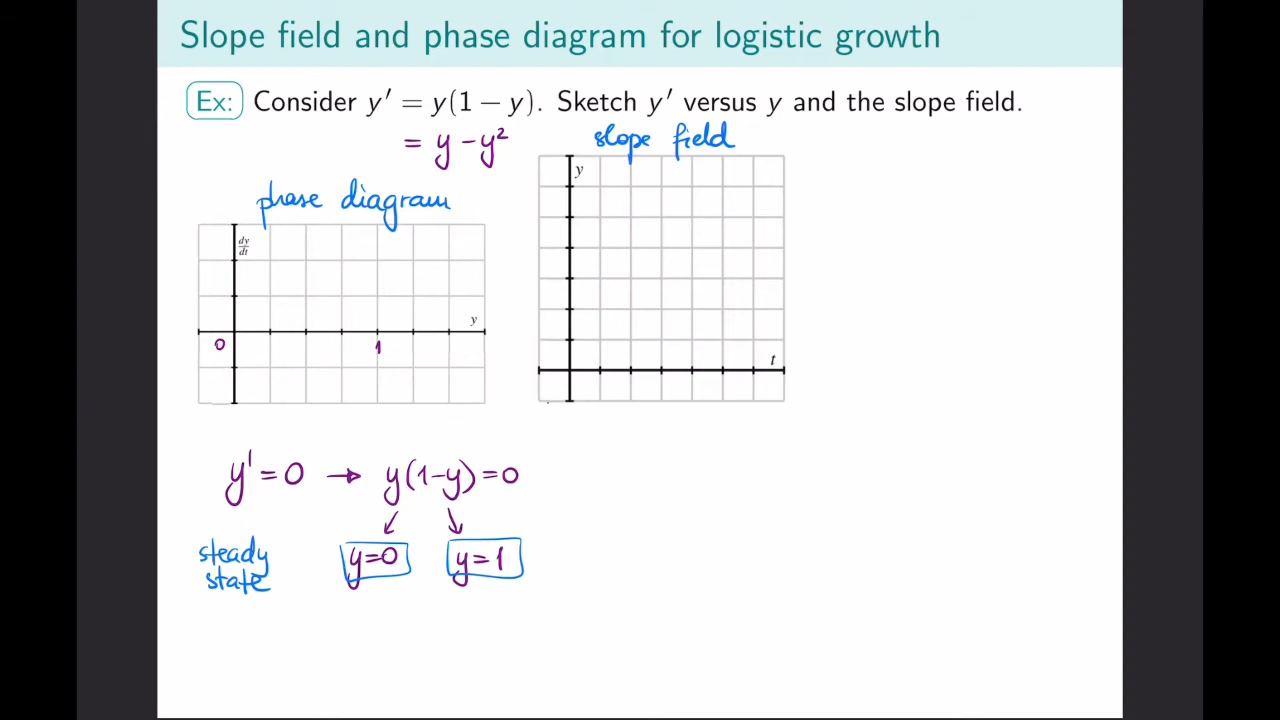 Slope field and phase diagram for logistic growth
Ex: Consider y′ = y(1 − y). Sketch y′ versus y and the slope field.
= y − y²
slope field
phase diagram
y
dy/dt
y
0
1
t
y' = 0 → y(1−y) = 0
y=0 y=1
steady
state